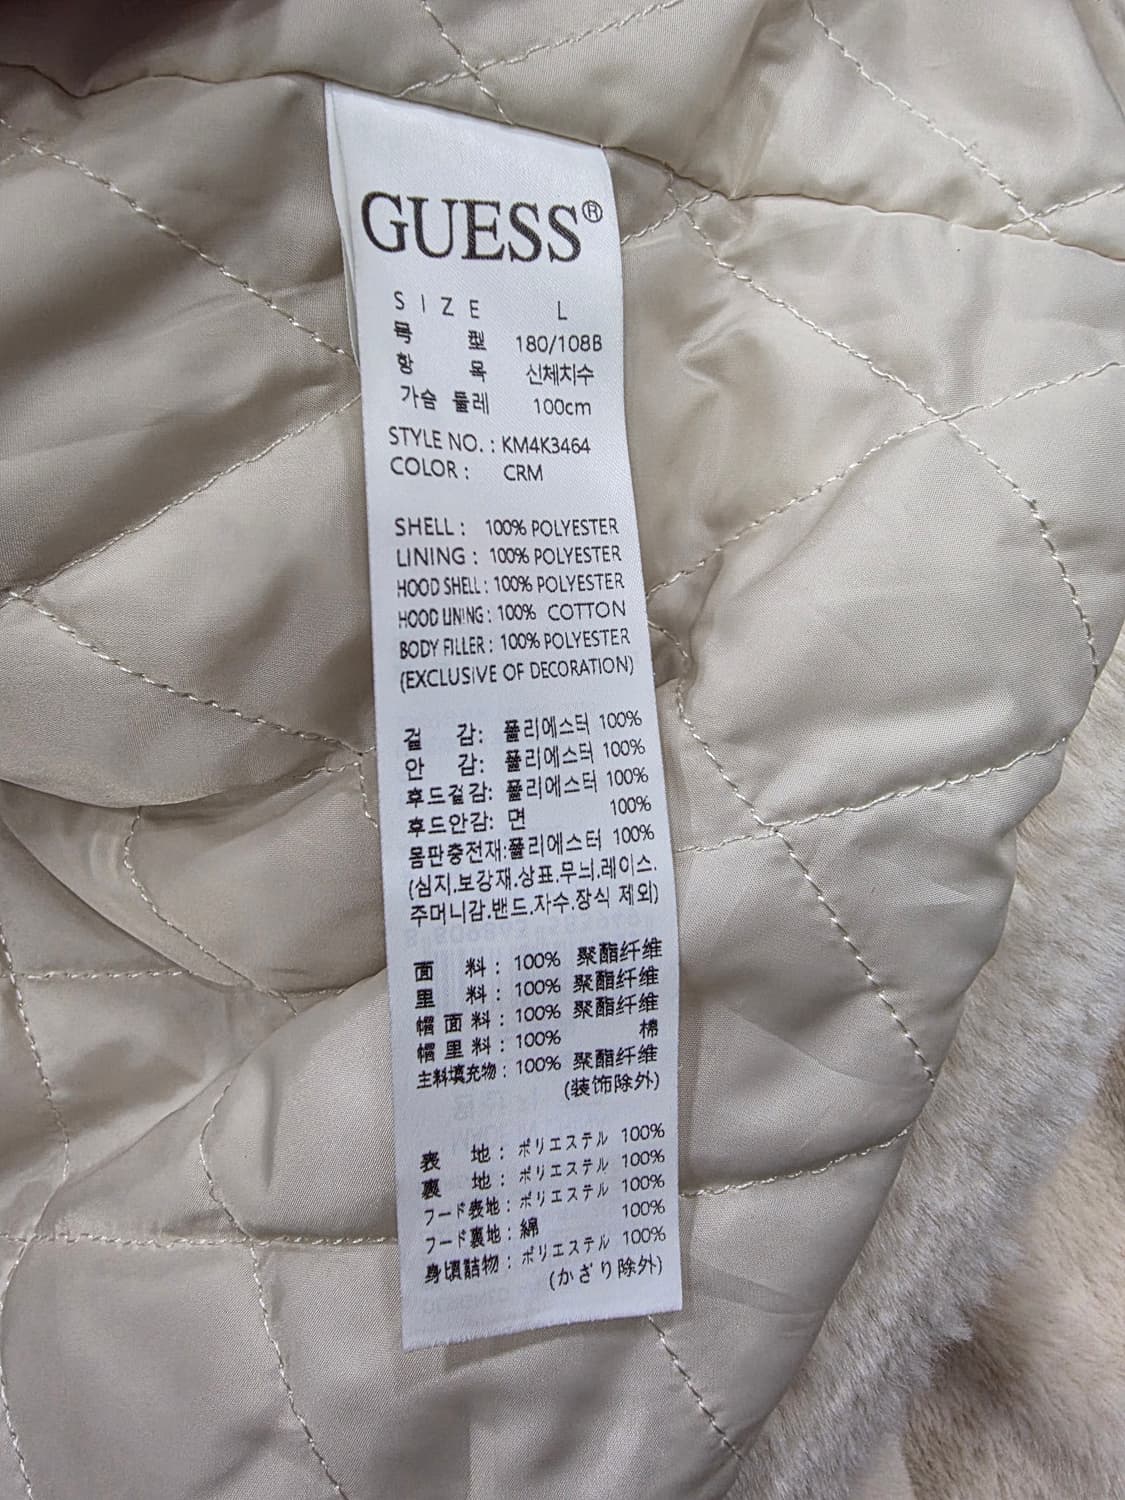 GUESS®
SIZE L
号 型 180/108B
항 목 신체치수
가슴 둘레 100cm
STYLE NO. : KM4K3464
COLOR : CRM
SHELL : 100% POLYESTER
LINING : 100% POLYESTER
HOOD SHELL : 100% POLYESTER
HOOD LINING : 100% COTTON
BODY FILLER : 100% POLYESTER
(EXCLUSIVE OF DECORATION)
겉 감: 폴리에스터 100%
안 감: 폴리에스터 100%
후드겉감: 폴리에스터 100%
후드안감: 면 100%
몸판충전재:폴리에스터 100%
(심지.보강재.상표.무늬.레이스.
주머니감.밴드.자수.장식 제외)
面 料 : 100% 聚酯纤维
里 料 : 100% 聚酯纤维
帽 面 料 : 100% 聚酯纤维
帽 里 料 : 100% 棉
主料填充物 : 100% 聚酯纤维
(装饰除外)
表 地 : ポリエステル 100%
裏 地 : ポリエステル 100%
フード表地 : ポリエステル 100%
フード裏地 : 綿 100%
身頃詰物 : ポリエステル 100%
(かざり除外)